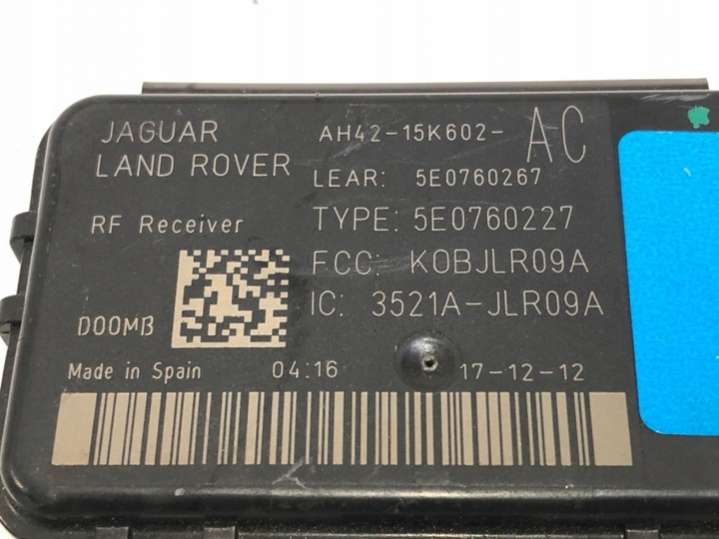 JAGUAR
LAND ROVER
RF Receiver
AH42-15K602-AC
LEAR: 5E0760267
TYPE: 5E0760227
FCC: KOBJLR09A
IC: 3521A-JLR09A
D00MB
Made in Spain 04:16 17-12-12